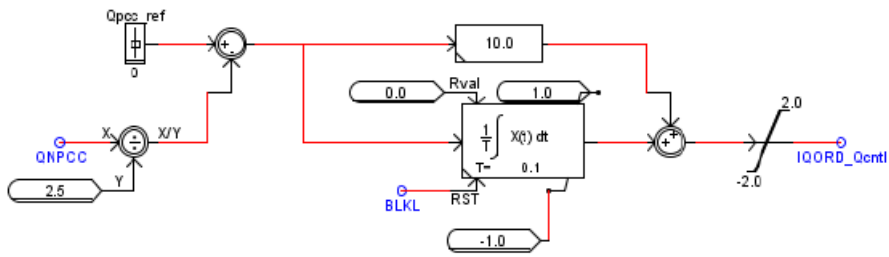 Qpcc_ref
0
+
-
10.0
2.0
-2.0
IQORD_Qcntl
0.0
Rval
1.0
X
X/Y
÷
Y
QNPCC
2.5
1/T ∫ X(t) dt
T= 0.1
+
+
BLKL
RST
-1.0